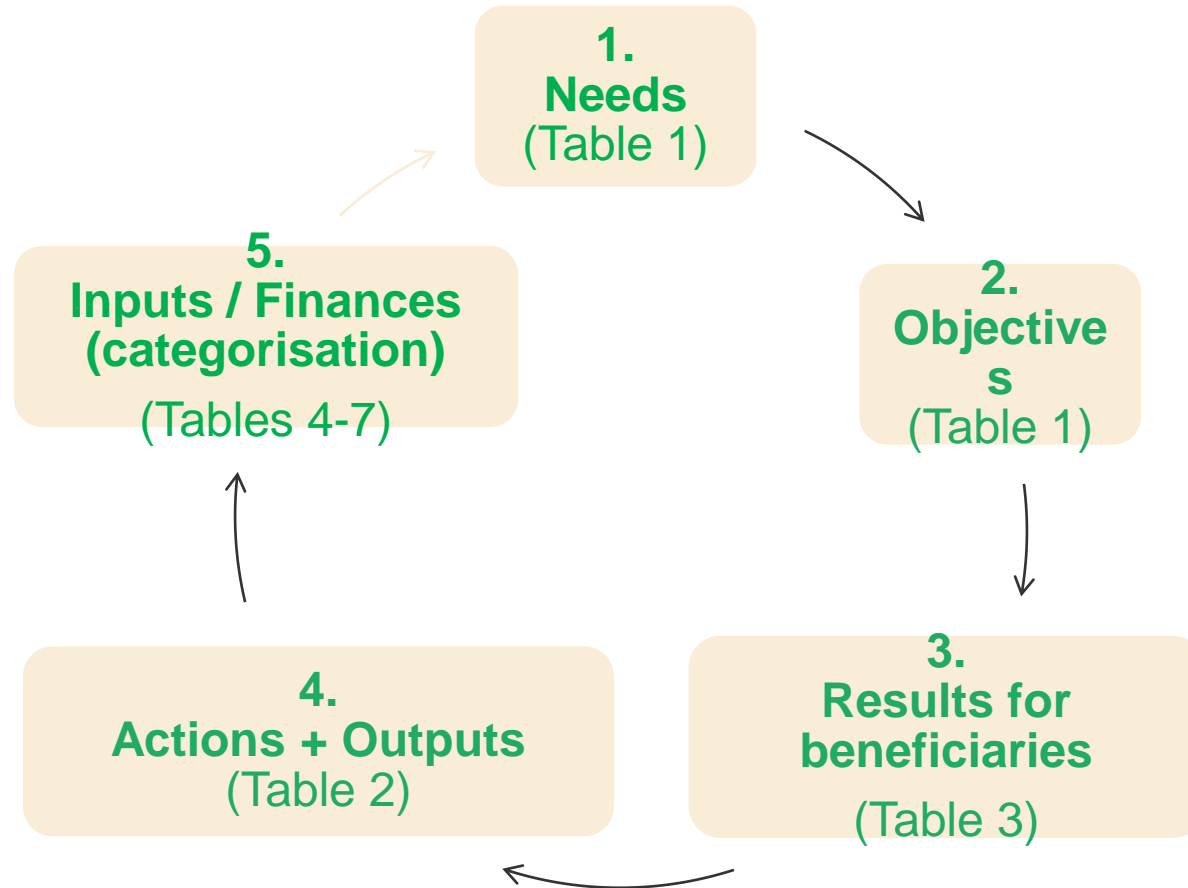 1.
Needs
(Table 1)
2.
Objective
s
(Table 1)
3.
Results for
beneficiaries
(Table 3)
4.
Actions + Outputs
(Table 2)
5.
Inputs / Finances
(categorisation)
(Tables 4-7)